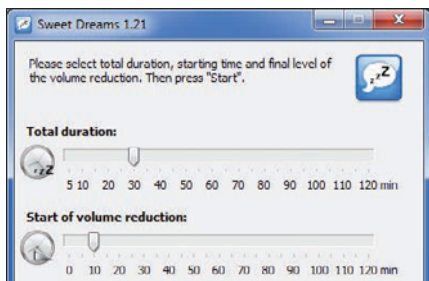 Sweet Dreams 1.21
Please select total duration, starting time and final level of
the volume reduction. Then press "Start".
zzZ
Total duration:
zzZ
5 10 20 30 40 50 60 70 80 90 100 110 120 min
Start of volume reduction:
0 10 20 30 40 50 60 70 80 90 100 110 120 min